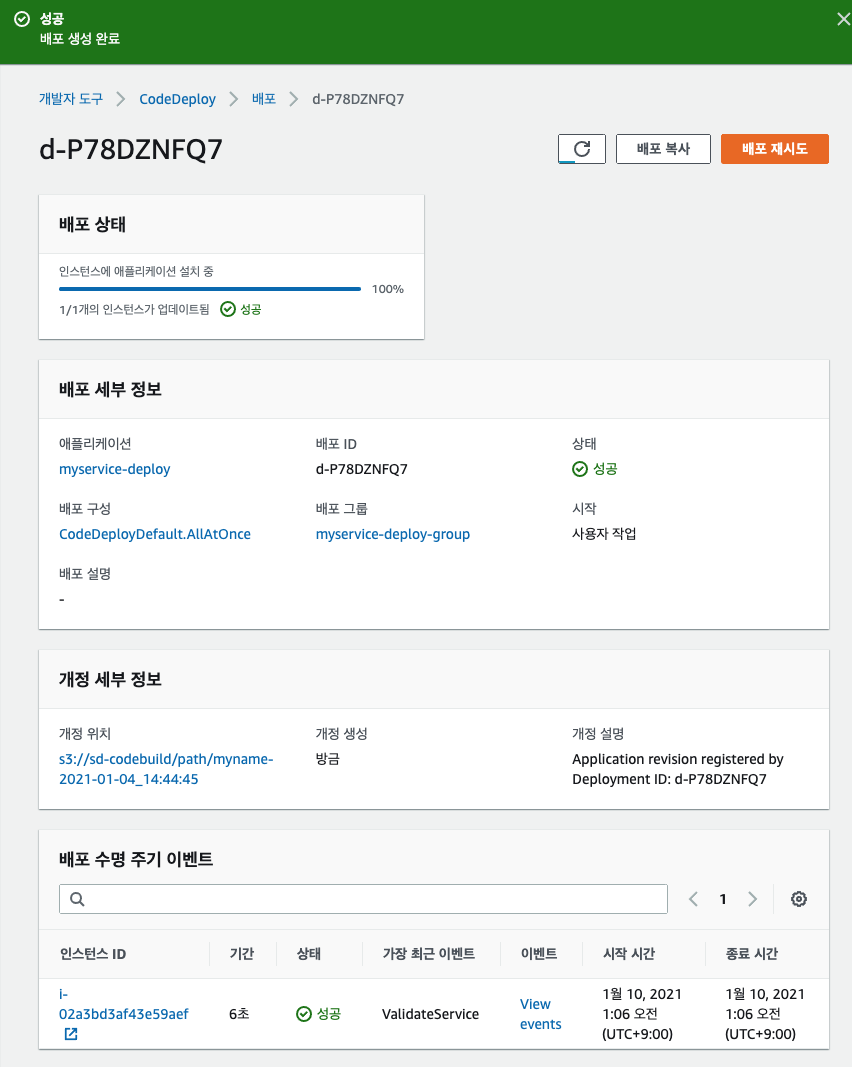 성공
배포 생성 완료
개발자 도구 > CodeDeploy > 배포 > d-P78DZNFQ7
d-P78DZNFQ7
배포 복사
배포 재시도
배포 상태
인스턴스에 애플리케이션 설치 중
100%
1/1개의 인스턴스가 업데이트됨 성공
배포 세부 정보
애플리케이션
myservice-deploy
배포 ID
d-P78DZNFQ7
상태
성공
배포 구성
CodeDeployDefault.AllAtOnce
배포 그룹
myservice-deploy-group
시작
사용자 작업
배포 설명
-
개정 세부 정보
개정 위치
s3://sd-codebuild/path/myname-
2021-01-04_14:44:45
개정 생성
방금
개정 설명
Application revision registered by
Deployment ID: d-P78DZNFQ7
배포 수명 주기 이벤트
1
인스턴스 ID 기간 상태 가장 최근 이벤트 이벤트 시작 시간 종료 시간
i-
02a3bd3af43e59aef
6초
성공
ValidateService
View
events
1월 10, 2021
1:06 오전
(UTC+9:00)
1월 10, 2021
1:06 오전
(UTC+9:00)